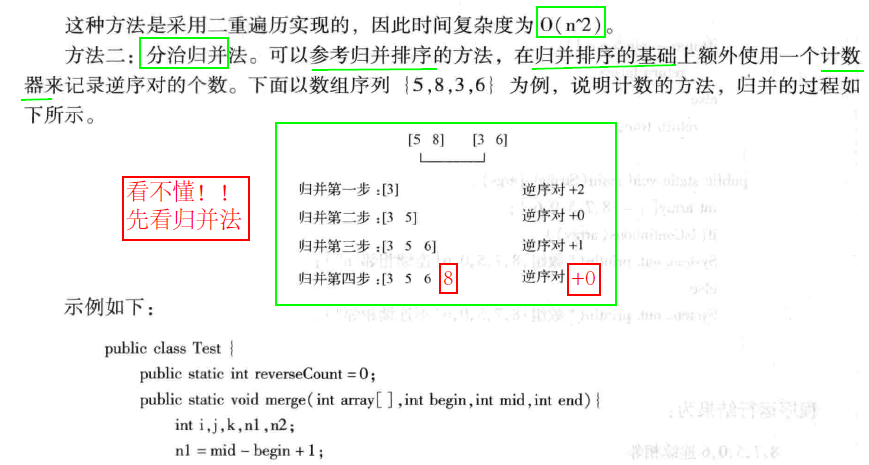 这种方法是采用二重遍历实现的，因此时间复杂度为 O(n^2)。
方法二：分治归并法。可以参考归并排序的方法，在归并排序的基础上额外使用一个计数
器来记录逆序对的个数。下面以数组序列｛5,8,3,6｝为例，说明计数的方法，归并的过程如
下所示。
[5 8] [3 6]
看不懂！！
先看归并法
归并第一步:[3] 逆序对+2
归并第二步:[3 5] 逆序对+0
归并第三步:[3 5 6] 逆序对+1
归并第四步:[3 5 6 8 逆序对 +0
示例如下：
public class Test {
public static int reverseCount = 0;
public static void merge(int array[ ],int begin,int mid,int end){
int i,j,k,n1,n2;
n1 = mid - begin + 1;